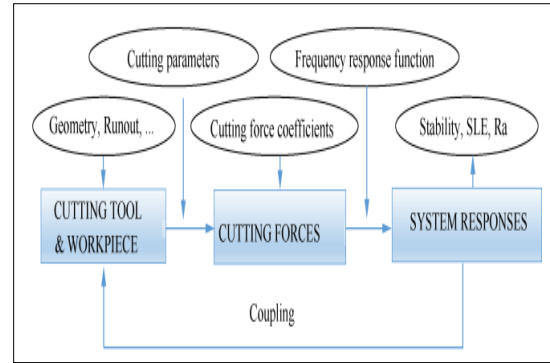 Cutting parameters
Frequency response function
Geometry, Runout, ...
Cutting force coefficients
Stability, SLE, Ra
CUTTING TOOL
& WORKPIECE
CUTTING FORCES
SYSTEM RESPONSES
Coupling